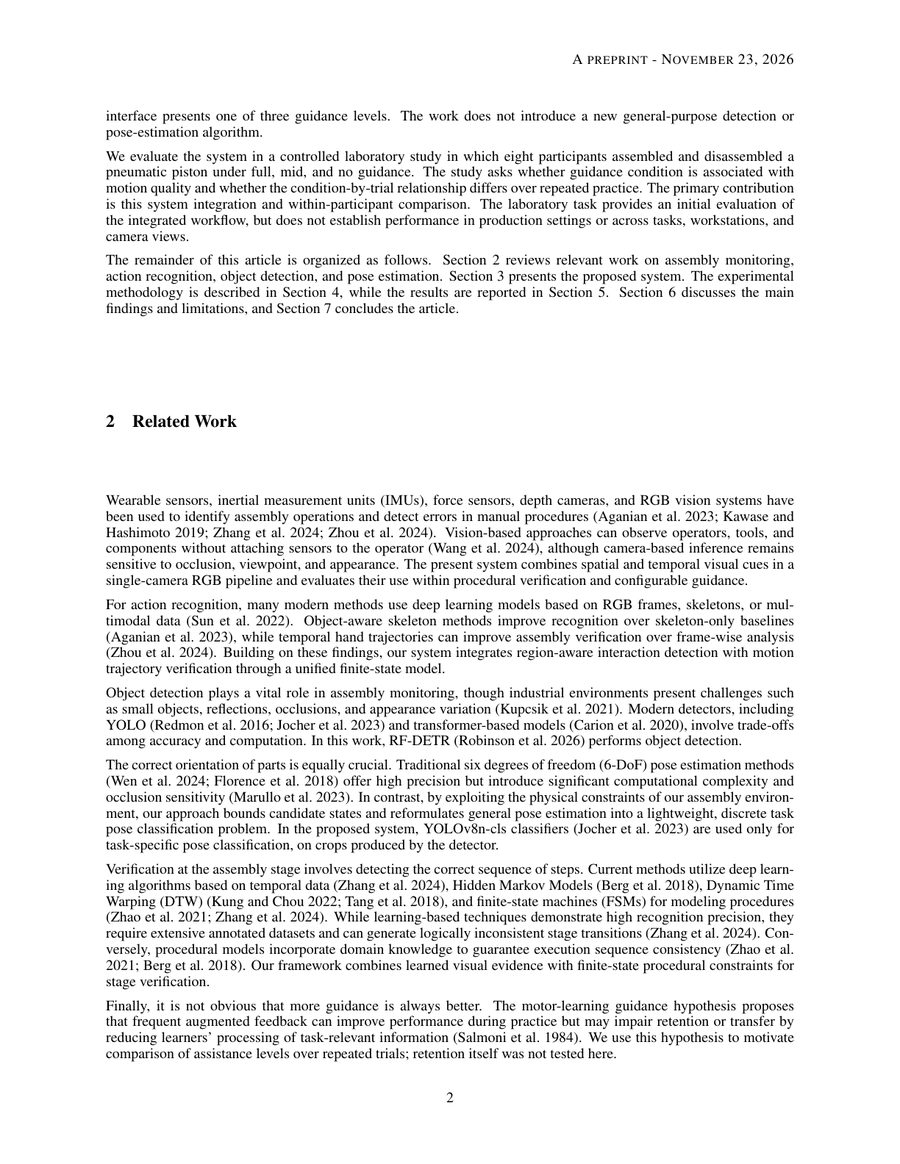 A PREPRINT - NOVEMBER 23, 2026
interface presents one of three guidance levels. The work does not introduce a new general-purpose detection or
pose-estimation algorithm.
We evaluate the system in a controlled laboratory study in which eight participants assembled and disassembled a
pneumatic piston under full, mid, and no guidance. The study asks whether guidance condition is associated with
motion quality and whether the condition-by-trial relationship differs over repeated practice. The primary contribution
is this system integration and within-participant comparison. The laboratory task provides an initial evaluation of
the integrated workflow, but does not establish performance in production settings or across tasks, workstations, and
camera views.
The remainder of this article is organized as follows. Section 2 reviews relevant work on assembly monitoring,
action recognition, object detection, and pose estimation. Section 3 presents the proposed system. The experimental
methodology is described in Section 4, while the results are reported in Section 5. Section 6 discusses the main
findings and limitations, and Section 7 concludes the article.
2 Related Work
Wearable sensors, inertial measurement units (IMUs), force sensors, depth cameras, and RGB vision systems have
been used to identify assembly operations and detect errors in manual procedures (Aganian et al. 2023; Kawase and
Hashimoto 2019; Zhang et al. 2024; Zhou et al. 2024). Vision-based approaches can observe operators, tools, and
components without attaching sensors to the operator (Wang et al. 2024), although camera-based inference remains
sensitive to occlusion, viewpoint, and appearance. The present system combines spatial and temporal visual cues in a
single-camera RGB pipeline and evaluates their use within procedural verification and configurable guidance.
For action recognition, many modern methods use deep learning models based on RGB frames, skeletons, or mul-
timodal data (Sun et al. 2022). Object-aware skeleton methods improve recognition over skeleton-only baselines
(Aganian et al. 2023), while temporal hand trajectories can improve assembly verification over frame-wise analysis
(Zhou et al. 2024). Building on these findings, our system integrates region-aware interaction detection with motion
trajectory verification through a unified finite-state model.
Object detection plays a vital role in assembly monitoring, though industrial environments present challenges such
as small objects, reflections, occlusions, and appearance variation (Kupcsik et al. 2021). Modern detectors, including
YOLO (Redmon et al. 2016; Jocher et al. 2023) and transformer-based models (Carion et al. 2020), involve trade-offs
among accuracy and computation. In this work, RF-DETR (Robinson et al. 2026) performs object detection.
The correct orientation of parts is equally crucial. Traditional six degrees of freedom (6-DoF) pose estimation methods
(Wen et al. 2024; Florence et al. 2018) offer high precision but introduce significant computational complexity and
occlusion sensitivity (Marullo et al. 2023). In contrast, by exploiting the physical constraints of our assembly environ-
ment, our approach bounds candidate states and reformulates general pose estimation into a lightweight, discrete task
pose classification problem. In the proposed system, YOLOv8n-cls classifiers (Jocher et al. 2023) are used only for
task-specific pose classification, on crops produced by the detector.
Verification at the assembly stage involves detecting the correct sequence of steps. Current methods utilize deep learn-
ing algorithms based on temporal data (Zhang et al. 2024), Hidden Markov Models (Berg et al. 2018), Dynamic Time
Warping (DTW) (Kung and Chou 2022; Tang et al. 2018), and finite-state machines (FSMs) for modeling procedures
(Zhao et al. 2021; Zhang et al. 2024). While learning-based techniques demonstrate high recognition precision, they
require extensive annotated datasets and can generate logically inconsistent stage transitions (Zhang et al. 2024). Con-
versely, procedural models incorporate domain knowledge to guarantee execution sequence consistency (Zhao et al.
2021; Berg et al. 2018). Our framework combines learned visual evidence with finite-state procedural constraints for
stage verification.
Finally, it is not obvious that more guidance is always better. The motor-learning guidance hypothesis proposes
that frequent augmented feedback can improve performance during practice but may impair retention or transfer by
reducing learners' processing of task-relevant information (Salmoni et al. 1984). We use this hypothesis to motivate
comparison of assistance levels over repeated trials; retention itself was not tested here.
2